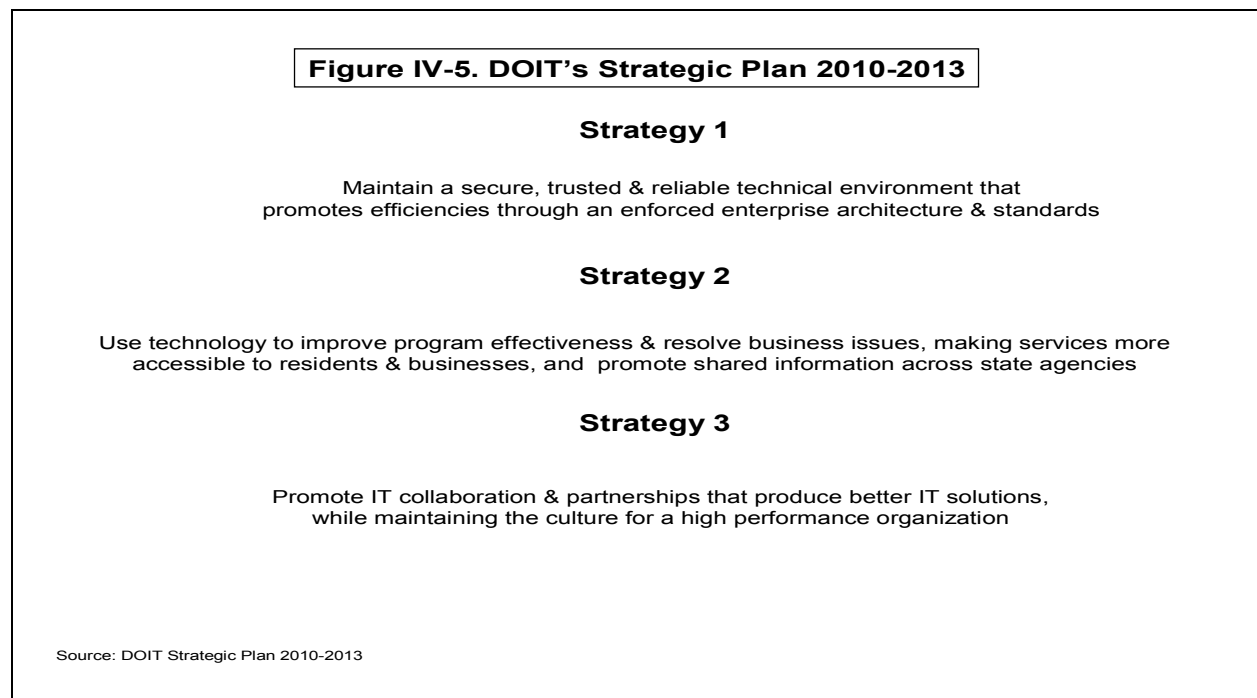 Figure IV-5. DOIT's Strategic Plan 2010-2013
Strategy 1
Maintain a secure, trusted & reliable technical environment that
promotes efficiencies through an enforced enterprise architecture & standards
Strategy 2
Use technology to improve program effectiveness & resolve business issues, making services more
accessible to residents & businesses, and  promote shared information across state agencies
Strategy 3
Promote IT collaboration & partnerships that produce better IT solutions,
while maintaining the culture for a high performance organization
Source: DOIT Strategic Plan 2010-2013